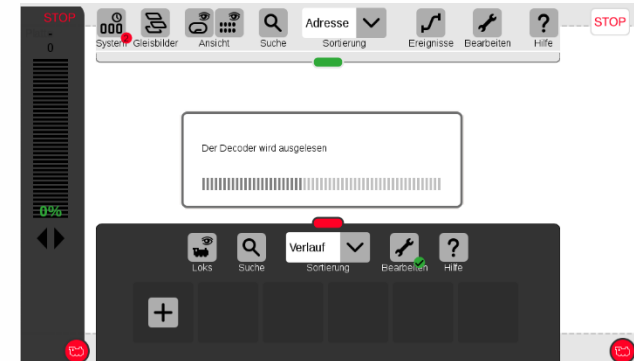 STOP
0
0%
000
System
Gleisbilder
Ansicht
Suche
Adresse
Sortierung
Ereignisse
Bearbeiten
?
Hilfe
STOP
Der Decoder wird ausgelesen
Loks
Suche
Verlauf
Sortierung
Bearbeiten
?
Hilfe